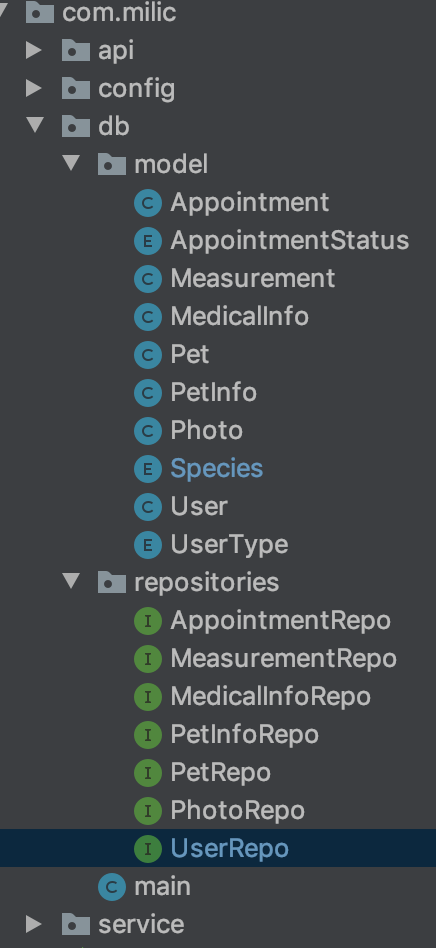 com.milic
api
config
db
model
C Appointment
E AppointmentStatus
C Measurement
C MedicalInfo
C Pet
C PetInfo
C Photo
E Species
C User
E UserType
repositories
I AppointmentRepo
I MeasurementRepo
I MedicalInfoRepo
I PetInfoRepo
I PetRepo
I PhotoRepo
I UserRepo
C main
service